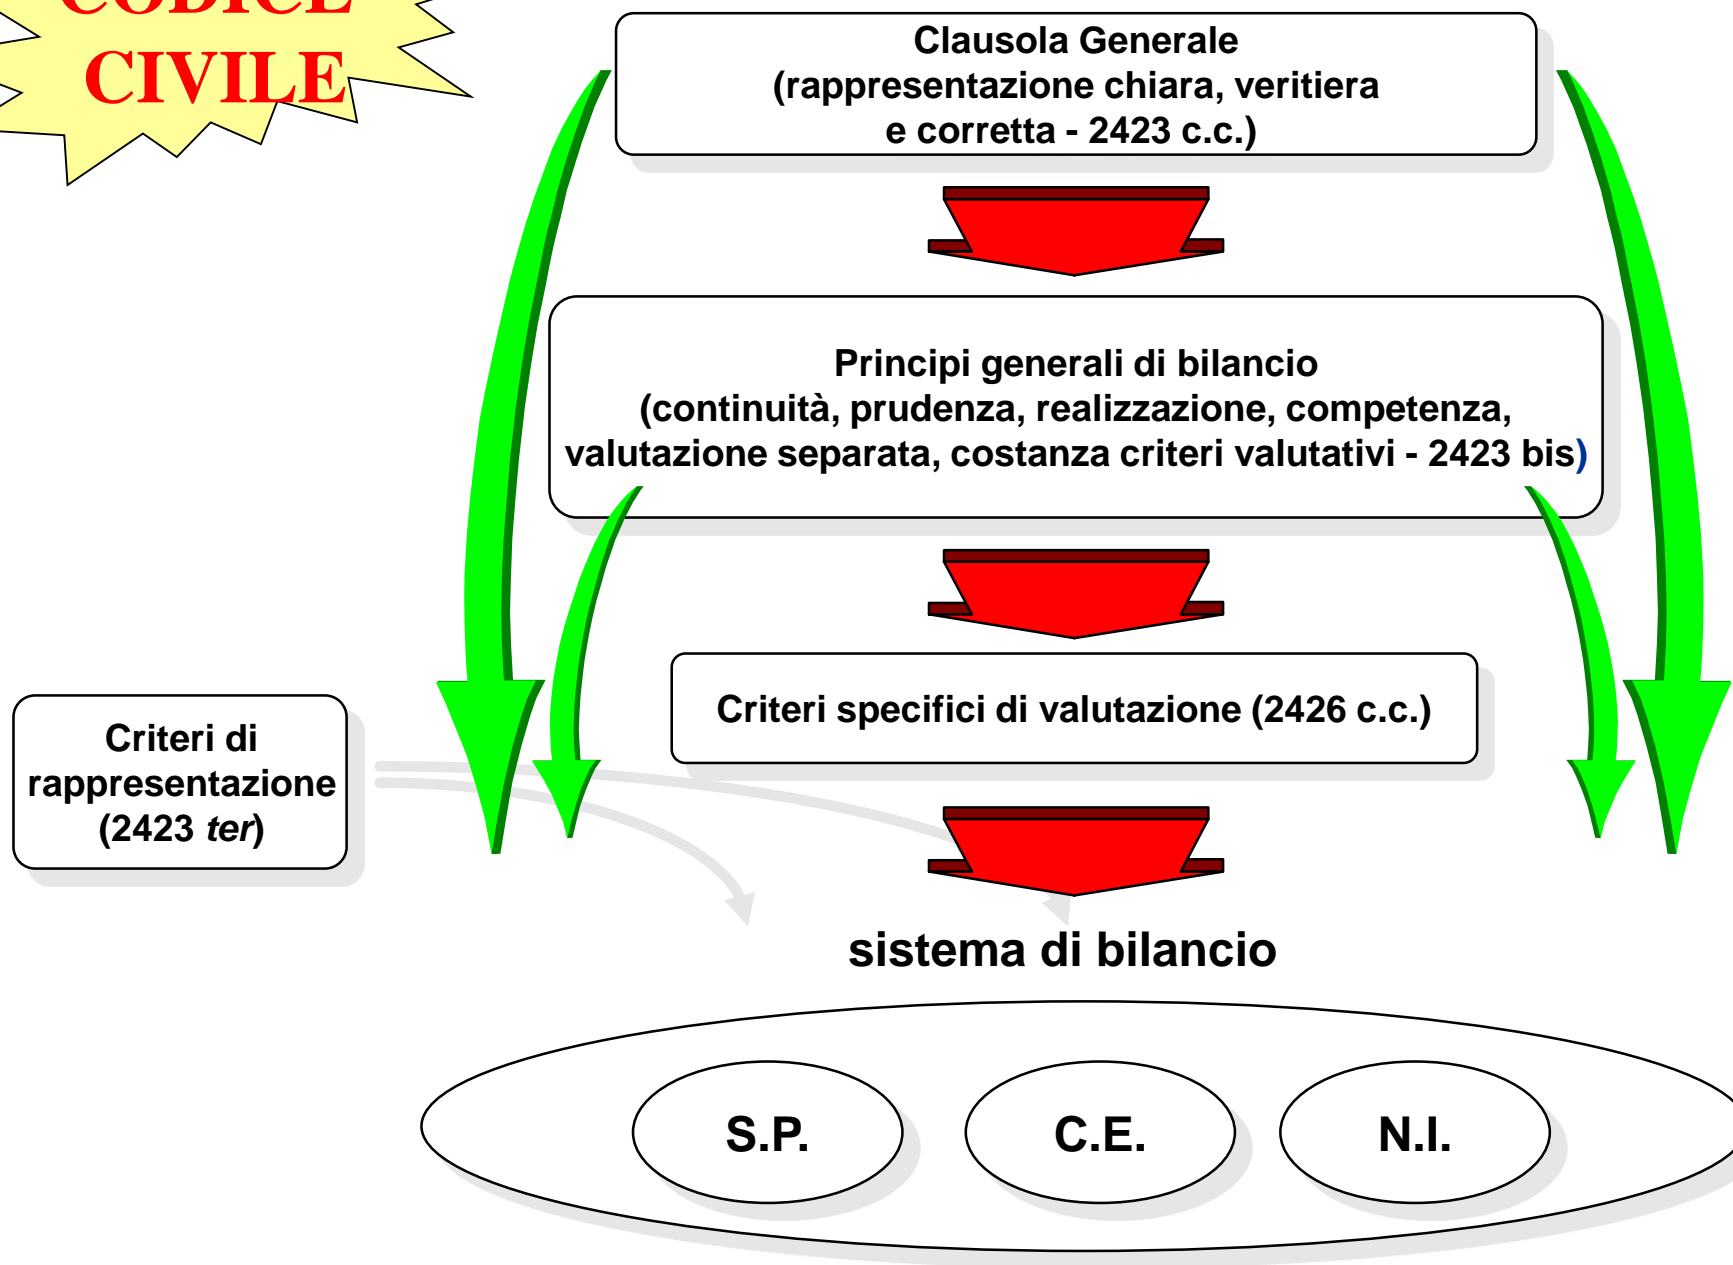 CODICE
CIVILE
Clausola Generale
(rappresentazione chiara, veritiera
e corretta - 2423 c.c.)
Principi generali di bilancio
(continuità, prudenza, realizzazione, competenza,
valutazione separata, costanza criteri valutativi - 2423 bis)
Criteri specifici di valutazione (2426 c.c.)
Criteri di
rappresentazione
(2423 ter)
sistema di bilancio
S.P.
C.E.
N.I.